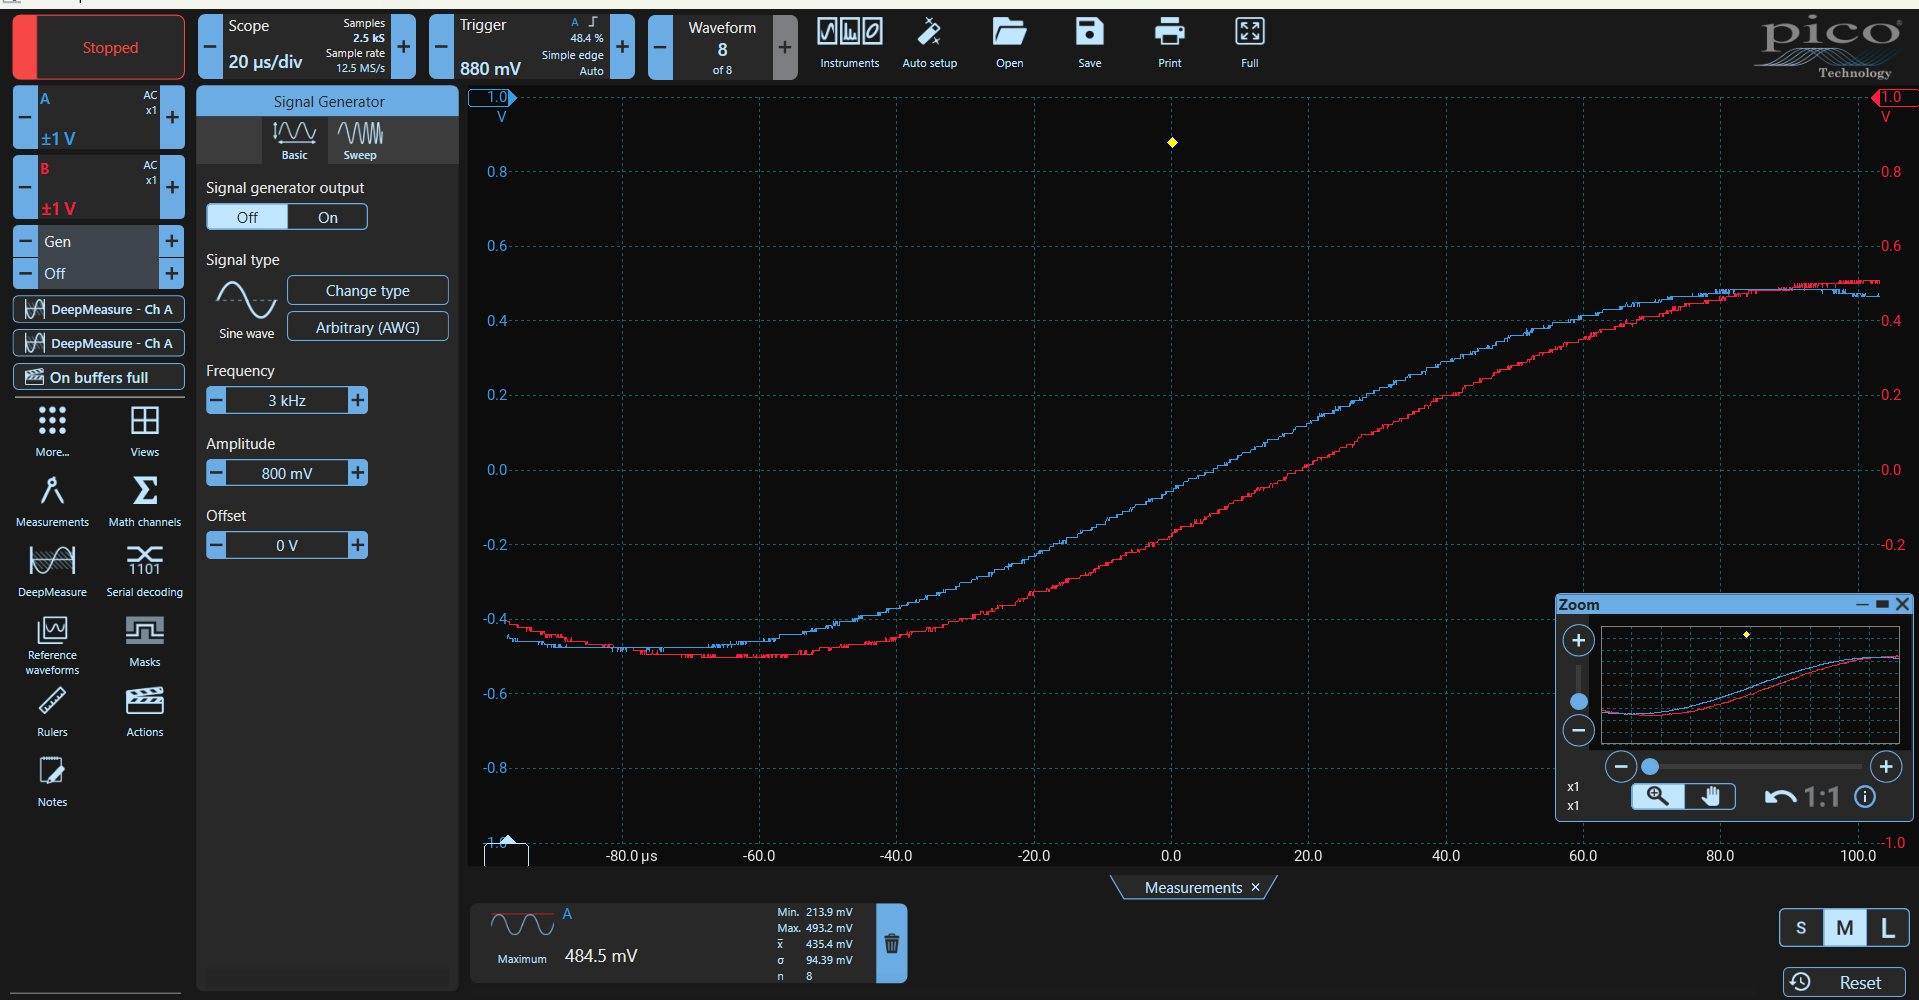 Stopped
Scope
20 µs/div
Samples
2.5 kS
Sample rate
12.5 MS/s
Trigger
880 mV
A
48.4 %
Simple edge
Auto
Waveform
8
of 8
Instruments
Auto setup
Open
Save
Print
Full
pico
Technology
A
AC
x1
±1 V
B
AC
x1
±1 V
Gen
Off
DeepMeasure - Ch A
DeepMeasure - Ch A
On buffers full
More...
Views
Measurements
Math channels
1101
DeepMeasure
Serial decoding
Reference
waveforms
Masks
Rulers
Actions
Notes
Signal Generator
Basic
Sweep
Signal generator output
Off
On
Signal type
Sine wave
Change type
Arbitrary (AWG)
Frequency
3 kHz
Amplitude
800 mV
Offset
0 V
1.0
V
0.8
0.6
0.4
0.2
0.0
-0.2
-0.4
-0.6
-0.8
-1.0
1.0
V
0.8
0.6
0.4
0.2
0.0
-0.2
-1.0
-80.0 µs
-60.0
-40.0
-20.0
0.0
20.0
40.0
60.0
80.0
100.0
Zoom
x1
x1
1:1
i
Measurements
A
Maximum
484.5 mV
Min. 213.9 mV
Max. 493.2 mV
x̄ 435.4 mV
σ 94.39 mV
n 8
S
M
L
Reset